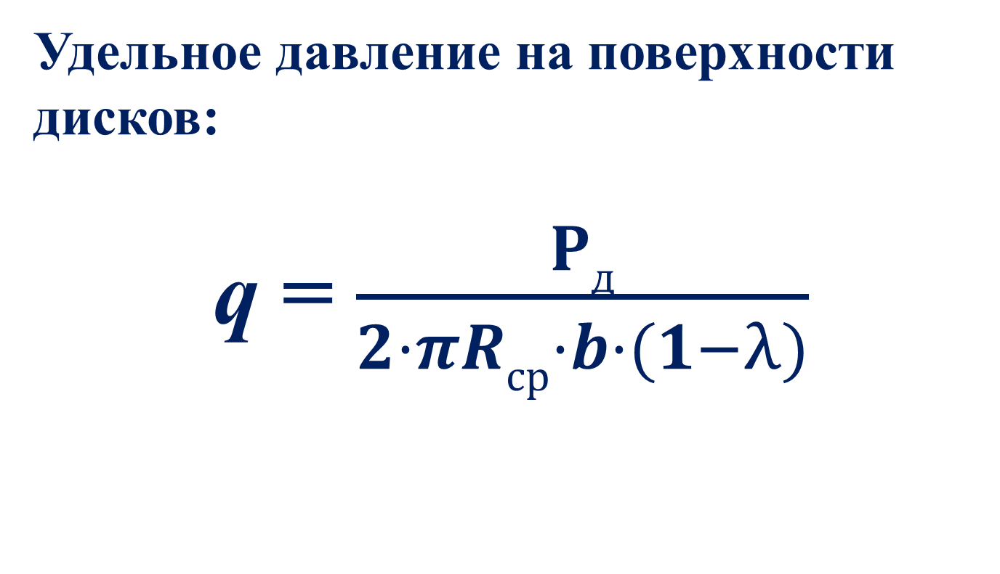 Удельное давление на поверхности
дисков:
q = Pд / 2·πRср·b·(1−λ)